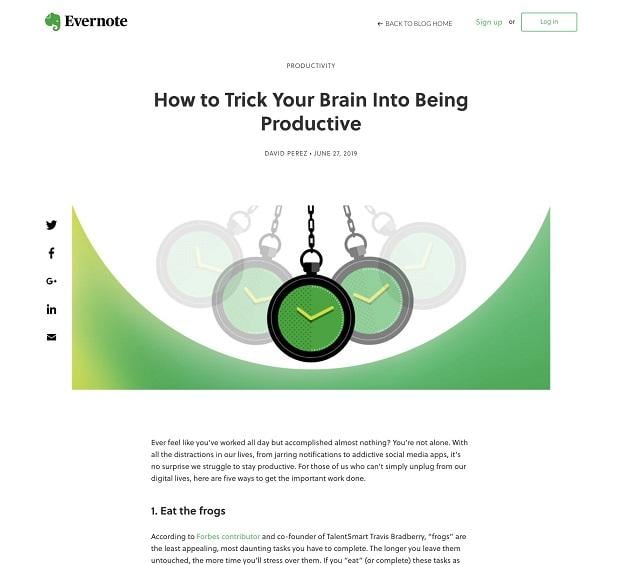 Evernote
← BACK TO BLOG HOME
Sign up or Log in
PRODUCTIVITY
How to Trick Your Brain Into Being
Productive
DAVID PEREZ • JUNE 27, 2019
Ever feel like you’ve worked all day but accomplished almost nothing? You’re not alone. With
all the distractions in our lives, from jarring notifications to addictive social media apps, it’s
no surprise we struggle to stay productive. For those of us who can’t simply unplug from our
digital lives, here are five ways to get the important work done.
1. Eat the frogs
According to Forbes contributor and co-founder of TalentSmart Travis Bradberry, “frogs” are
the least appealing, most daunting tasks you have to complete. The longer you leave them
untouched, the more time you’ll stress over them. If you “eat” (or complete) these tasks as